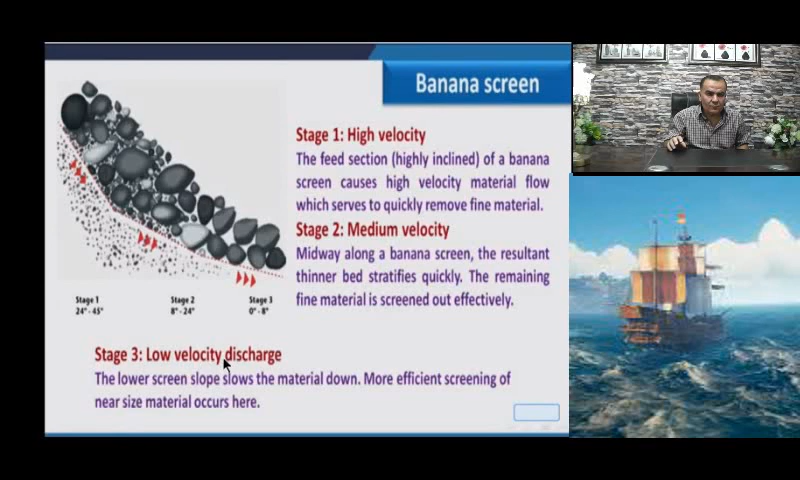 Banana screen
Stage 1: High velocity
The feed section (highly inclined) of a banana
screen causes high velocity material flow
which serves to quickly remove fine material.
Stage 2: Medium velocity
Midway along a banana screen, the resultant
thinner bed stratifies quickly. The remaining
fine material is screened out effectively.
Stage 1
24° - 45°
Stage 2
8° - 24°
Stage 3
0° - 8°
Stage 3: Low velocity discharge
The lower screen slope slows the material down. More efficient screening of
near size material occurs here.